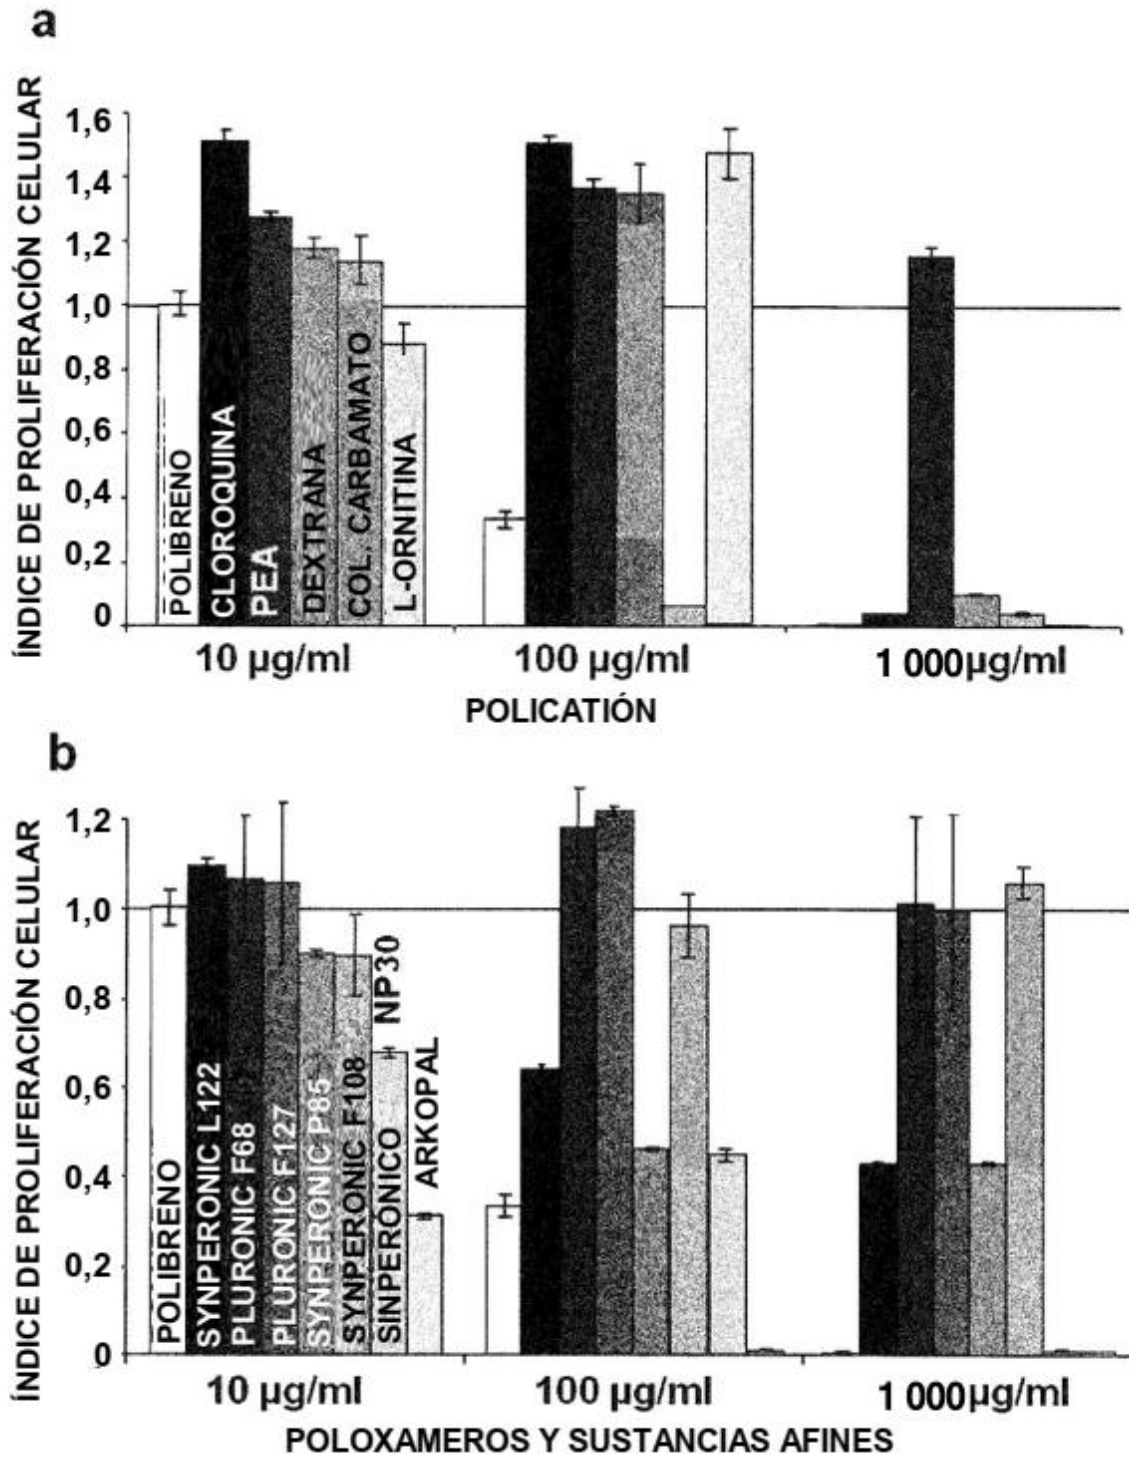 a
ÍNDICE DE PROLIFERACIÓN CELULAR
1,6
1,4
1,2
1,0
0,8
0,6
0,4
0,2
0
POLIBRENO
CLOROQUINA
PEA
DEXTRANA
COL. CARBAMATO
L-ORNITINA
10 µg/ml
100 µg/ml
1 000µg/ml
POLICATIÓN
b
ÍNDICE DE PROLIFERACIÓN CELULAR
1,2
1,0
0,8
0,6
0,4
0,2
0
POLIBRENO
SYNPERONIC L122
PLURONIC F68
PLURONIC F127
SYNPERONIC P85
SYNPERONIC F108
SINPERONICO NP30
ARKOPAL
10 µg/ml
100 µg/ml
1 000µg/ml
POLOXAMEROS Y SUSTANCIAS AFINES